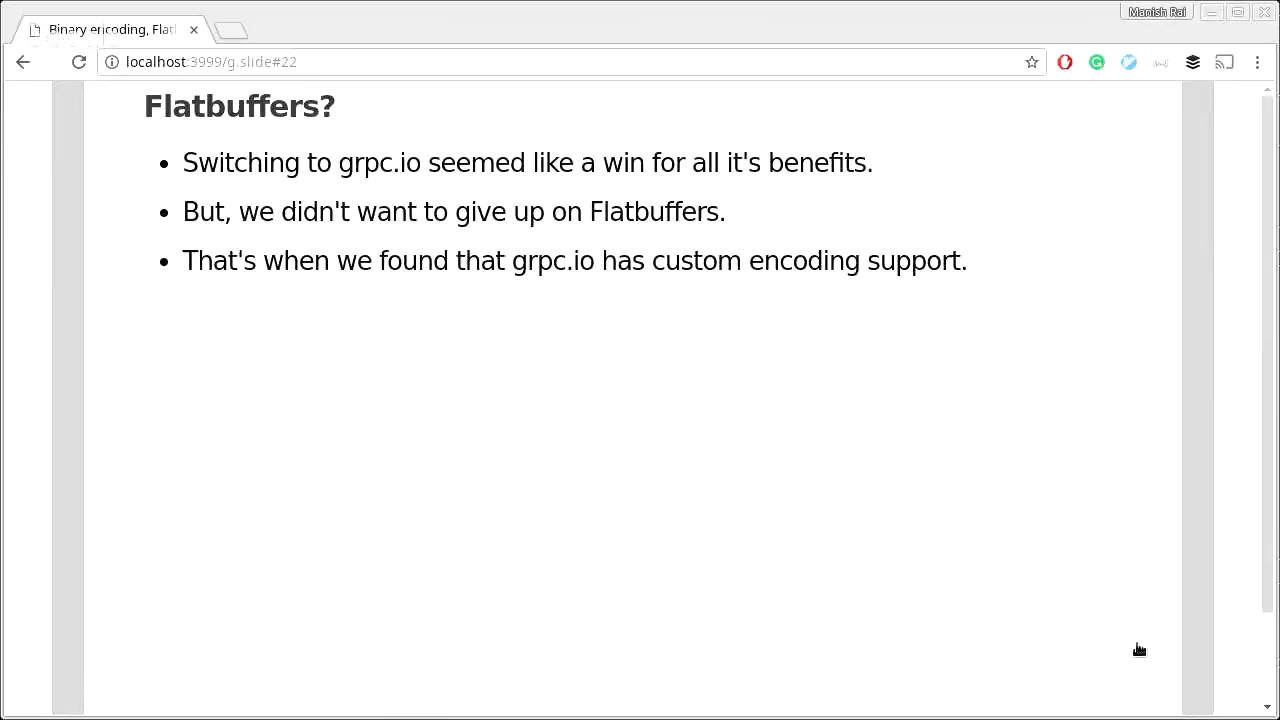 Manish Rai
Binary encoding, Flat
localhost:3999/g.slide#22
Flatbuffers?
• Switching to grpc.io seemed like a win for all it's benefits.
• But, we didn't want to give up on Flatbuffers.
• That's when we found that grpc.io has custom encoding support.